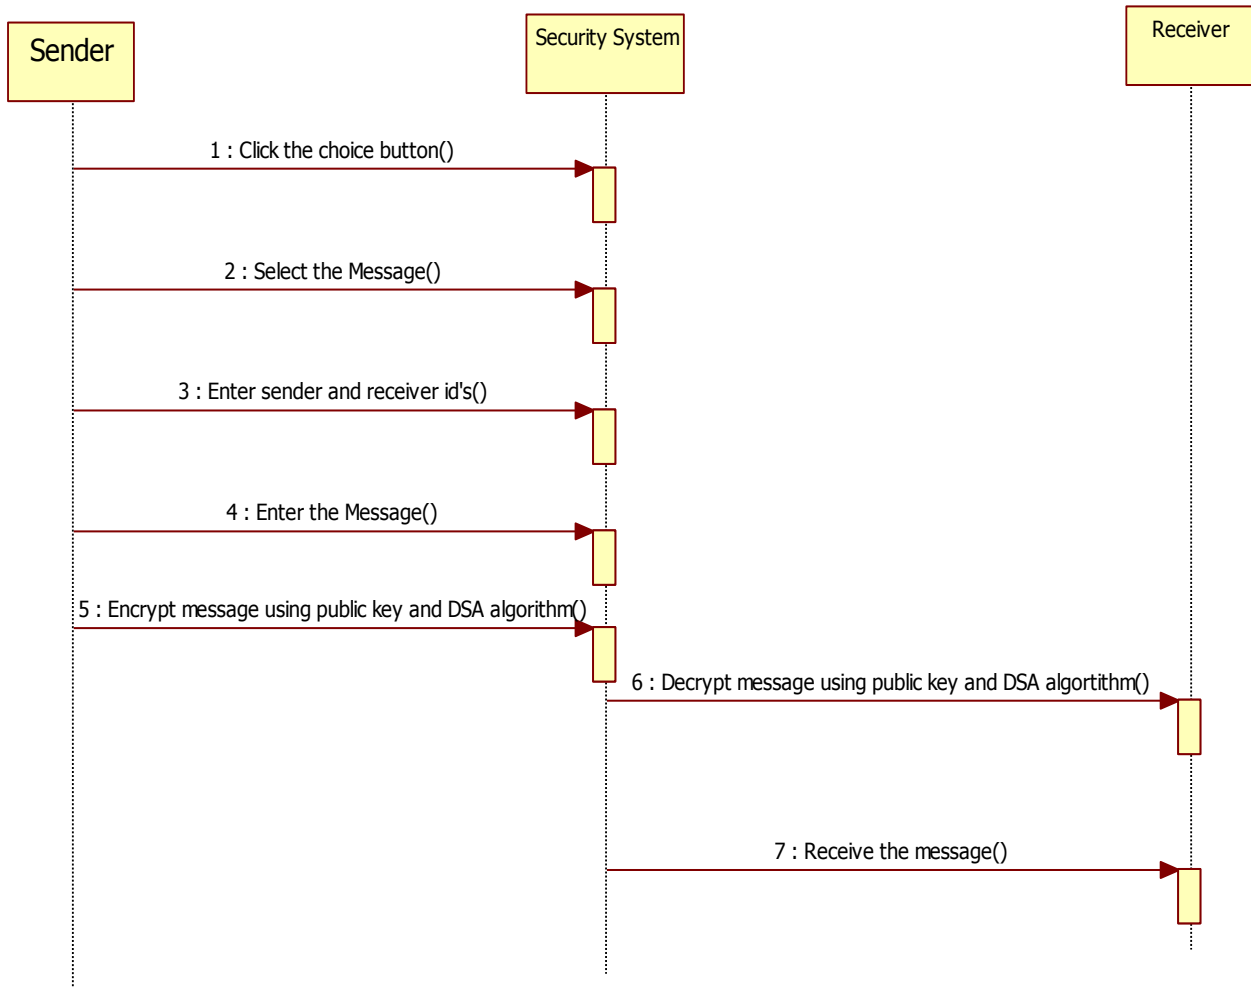 Sender
Security System
Receiver
1 : Click the choice button()
2 : Select the Message()
3 : Enter sender and receiver id's()
4 : Enter the Message()
5 : Encrypt message using public key and DSA algorithm()
6 : Decrypt message using public key and DSA algortithm()
7 : Receive the message()